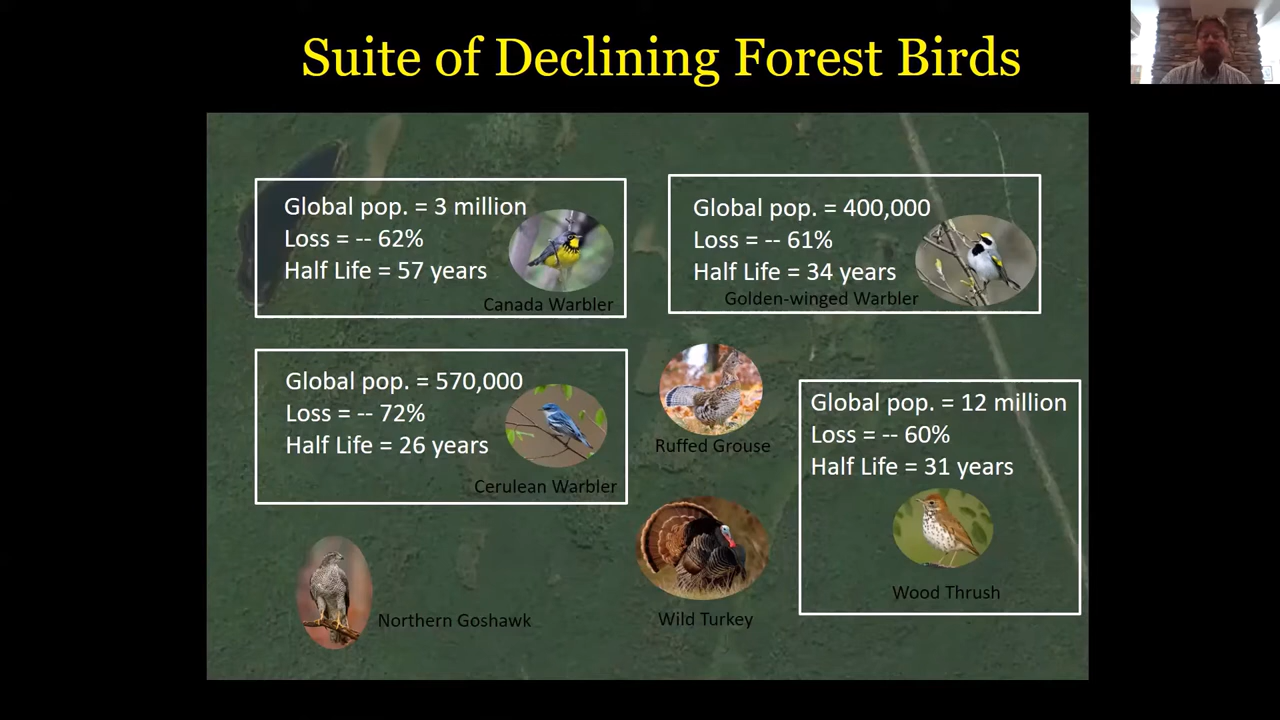 Suite of Declining Forest Birds
Global pop. = 3 million
Loss = -- 62%
Half Life = 57 years
Canada Warbler
Global pop. = 400,000
Loss = -- 61%
Half Life = 34 years
Golden-winged Warbler
Global pop. = 570,000
Loss = -- 72%
Half Life = 26 years
Cerulean Warbler
Ruffed Grouse
Global pop. = 12 million
Loss = -- 60%
Half Life = 31 years
Wood Thrush
Northern Goshawk
Wild Turkey